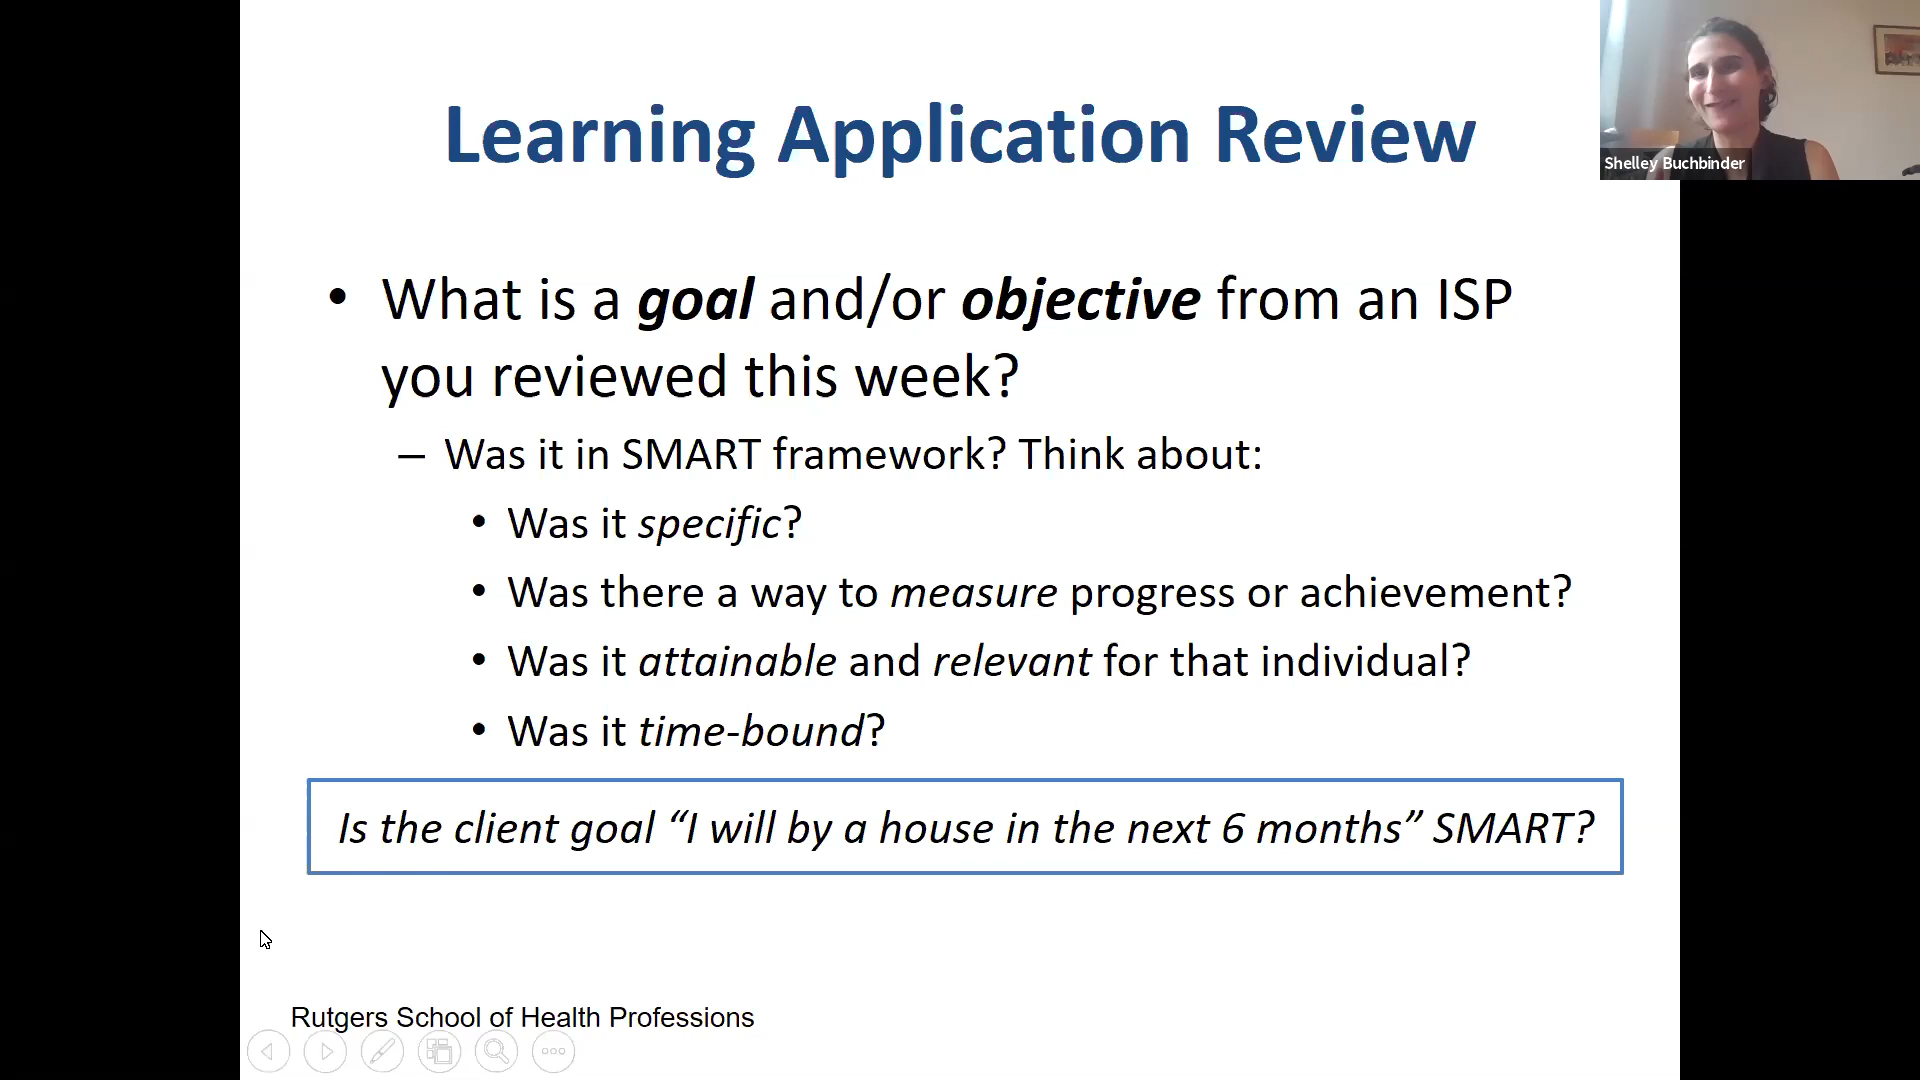 Learning Application Review
Shelley Buchbinder
• What is a goal and/or objective from an ISP
you reviewed this week?
– Was it in SMART framework? Think about:
• Was it specific?
• Was there a way to measure progress or achievement?
• Was it attainable and relevant for that individual?
• Was it time-bound?
Is the client goal “I will by a house in the next 6 months” SMART?
Rutgers School of Health Professions